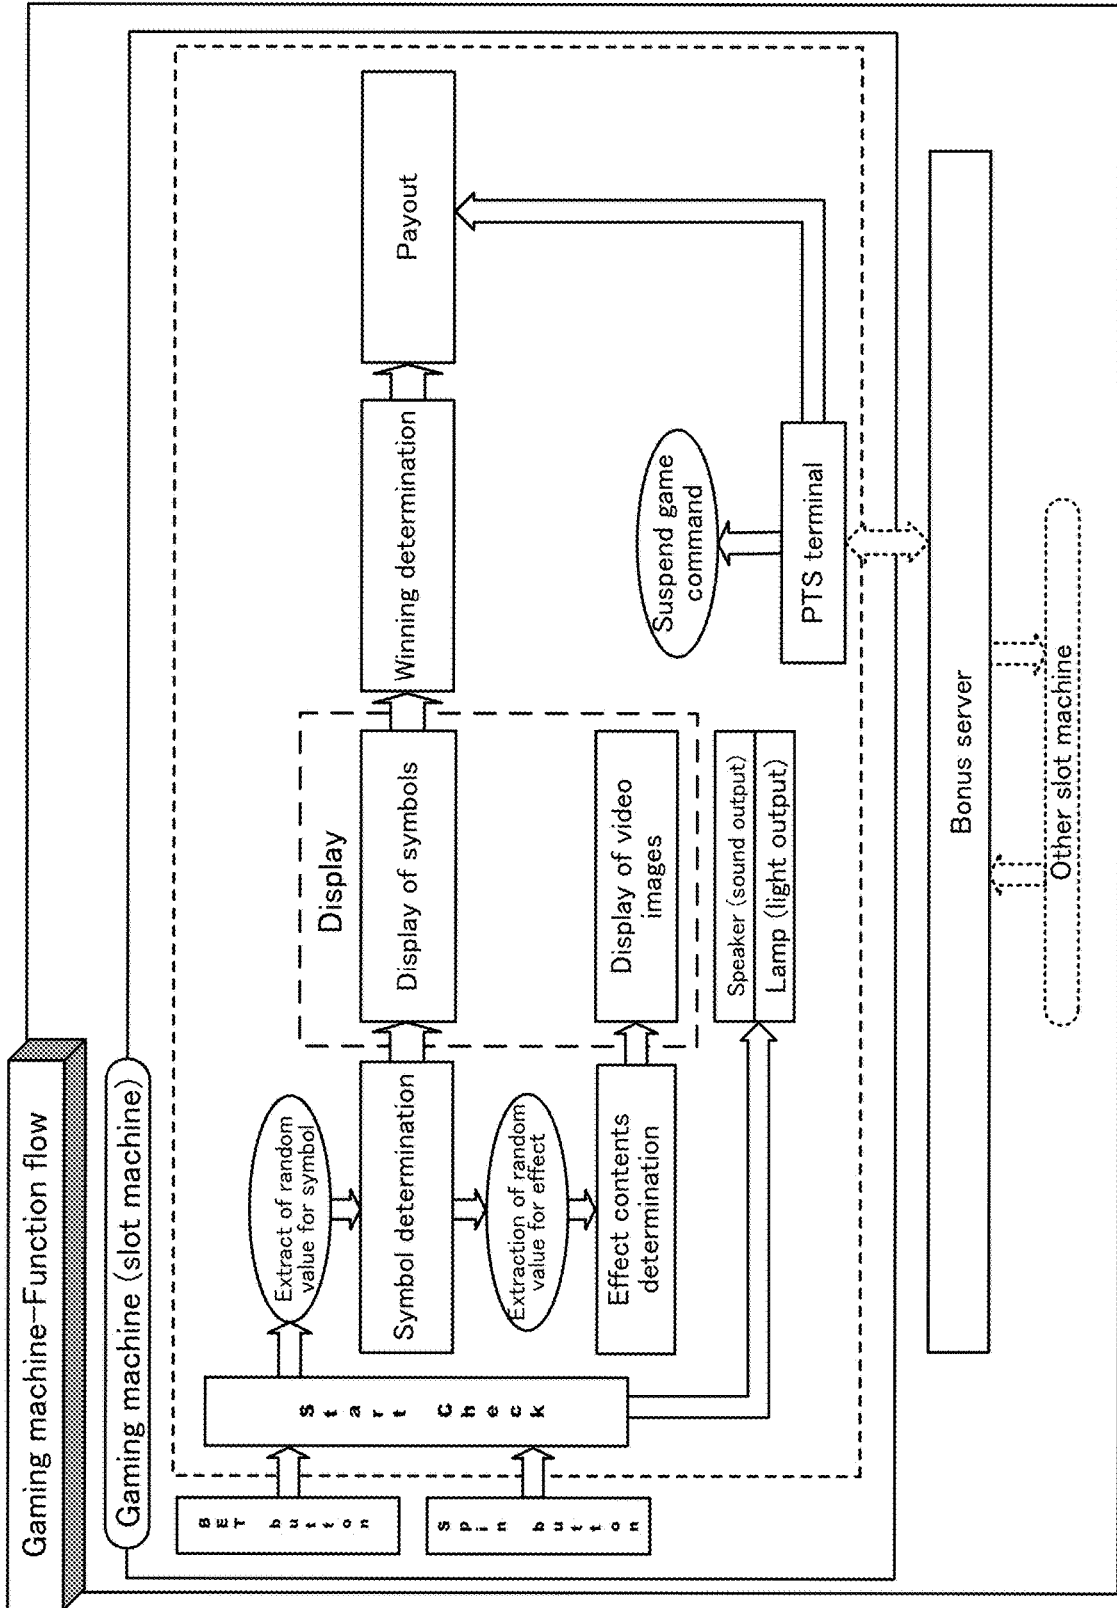 Gaming machine-Function flow
Gaming machine (slot machine)
BET button
Spin button
Start Check
Extract of random
value for symbol
Symbol determination
Extraction of random
value for effect
Effect contents
determination
Display
Display of symbols
Display of video
images
Speaker (sound output)
Lamp (light output)
Winning determination
Payout
Suspend game
command
PTS terminal
Bonus server
Other slot machine